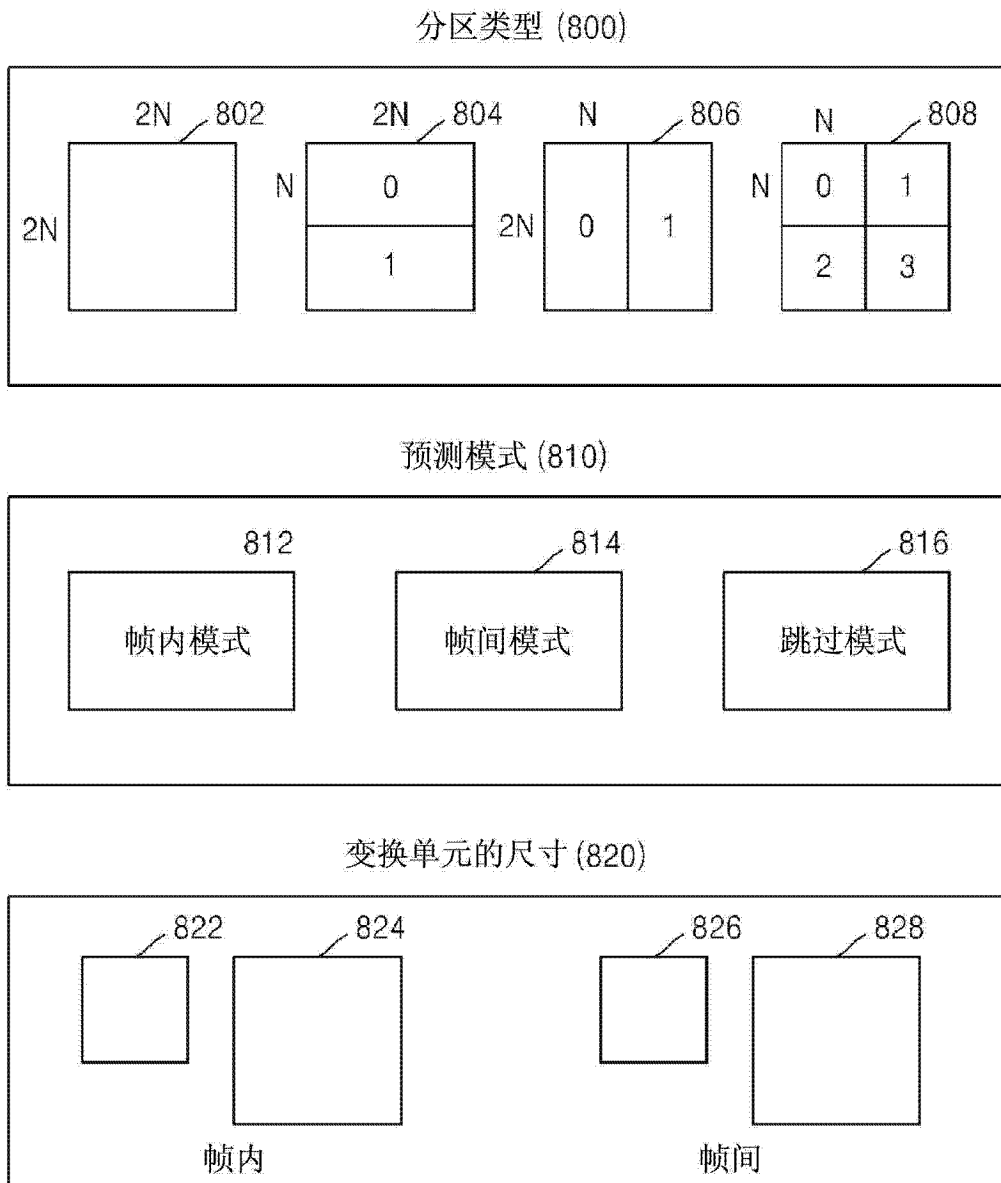 分区类型 (800)
2N 802 2N 804 N 806 N 808
N 0 N 0 1
2N 2N 0 1
1 2 3
预测模式 (810)
812 814 816
帧内模式 帧间模式 跳过模式
变换单元的尺寸 (820)
822 824 826 828
帧内 帧间